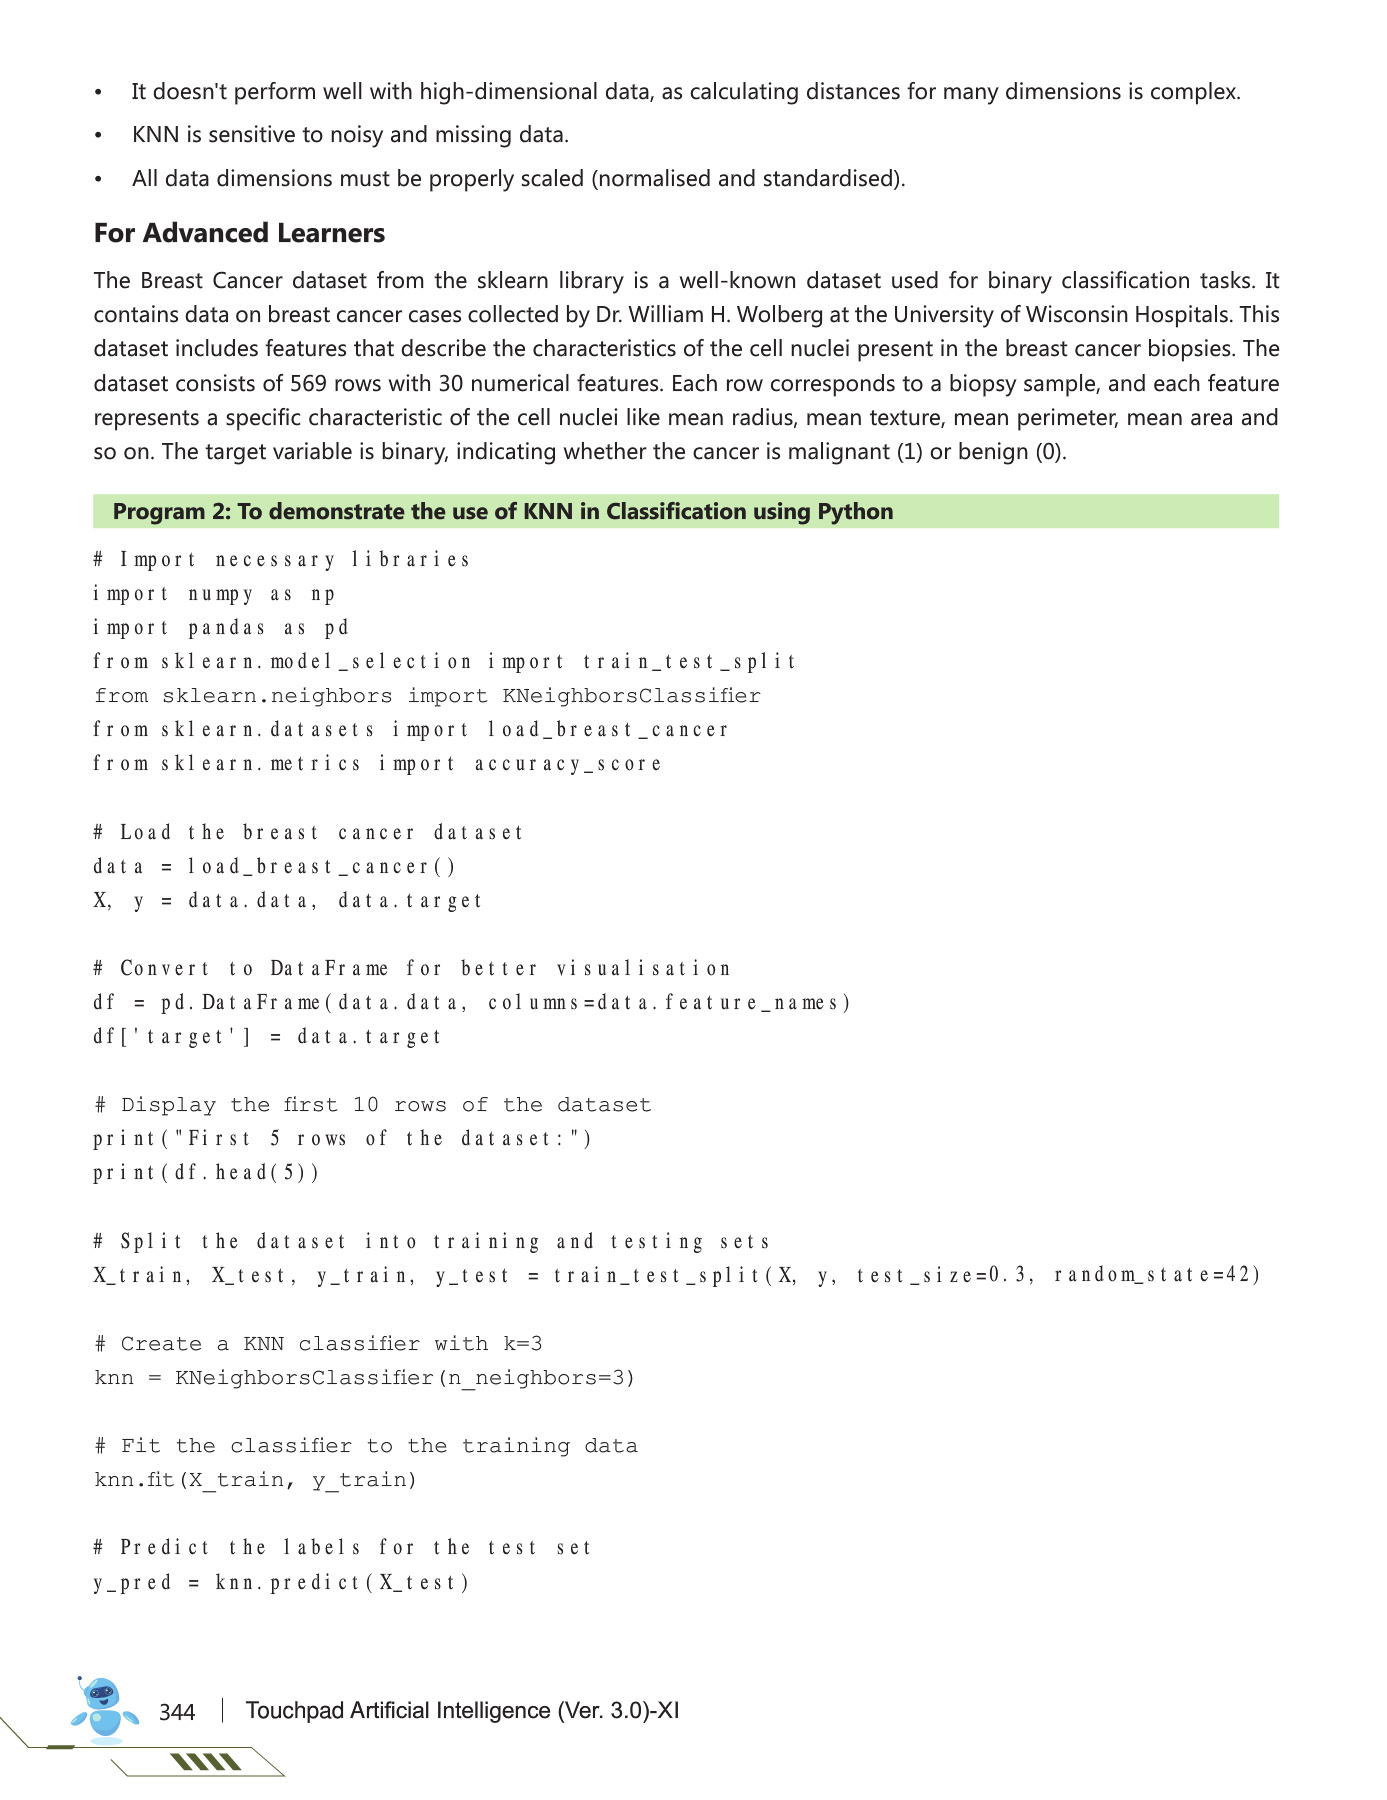 • It doesn't perform well with high-dimensional data, as calculating distances for many dimensions is complex.
• KNN is sensitive to noisy and missing data.
• All data dimensions must be properly scaled (normalised and standardised).
For Advanced Learners
The Breast Cancer dataset from the sklearn library is a well-known dataset used for binary classification tasks. It
contains data on breast cancer cases collected by Dr. William H. Wolberg at the University of Wisconsin Hospitals. This
dataset includes features that describe the characteristics of the cell nuclei present in the breast cancer biopsies. The
dataset consists of 569 rows with 30 numerical features. Each row corresponds to a biopsy sample, and each feature
represents a specific characteristic of the cell nuclei like mean radius, mean texture, mean perimeter, mean area and
so on. The target variable is binary, indicating whether the cancer is malignant (1) or benign (0).
Program 2: To demonstrate the use of KNN in Classification using Python
# Import necessary libraries
import numpy as np
import pandas as pd
from sklearn.model_selection import train_test_split
from sklearn.neighbors import KNeighborsClassifier
from sklearn.datasets import load_breast_cancer
from sklearn.metrics import accuracy_score
# Load the breast cancer dataset
data = load_breast_cancer()
X, y = data.data, data.target
# Convert to DataFrame for better visualisation
df = pd.DataFrame(data.data, columns=data.feature_names)
df['target'] = data.target
# Display the first 10 rows of the dataset
print("First 5 rows of the dataset:")
print(df.head(5))
# Split the dataset into training and testing sets
X_train, X_test, y_train, y_test = train_test_split(X, y, test_size=0.3, random_state=42)
# Create a KNN classifier with k=3
knn = KNeighborsClassifier(n_neighbors=3)
# Fit the classifier to the training data
knn.fit(X_train, y_train)
# Predict the labels for the test set
y_pred = knn.predict(X_test)
344 | Touchpad Artificial Intelligence (Ver. 3.0)-XI